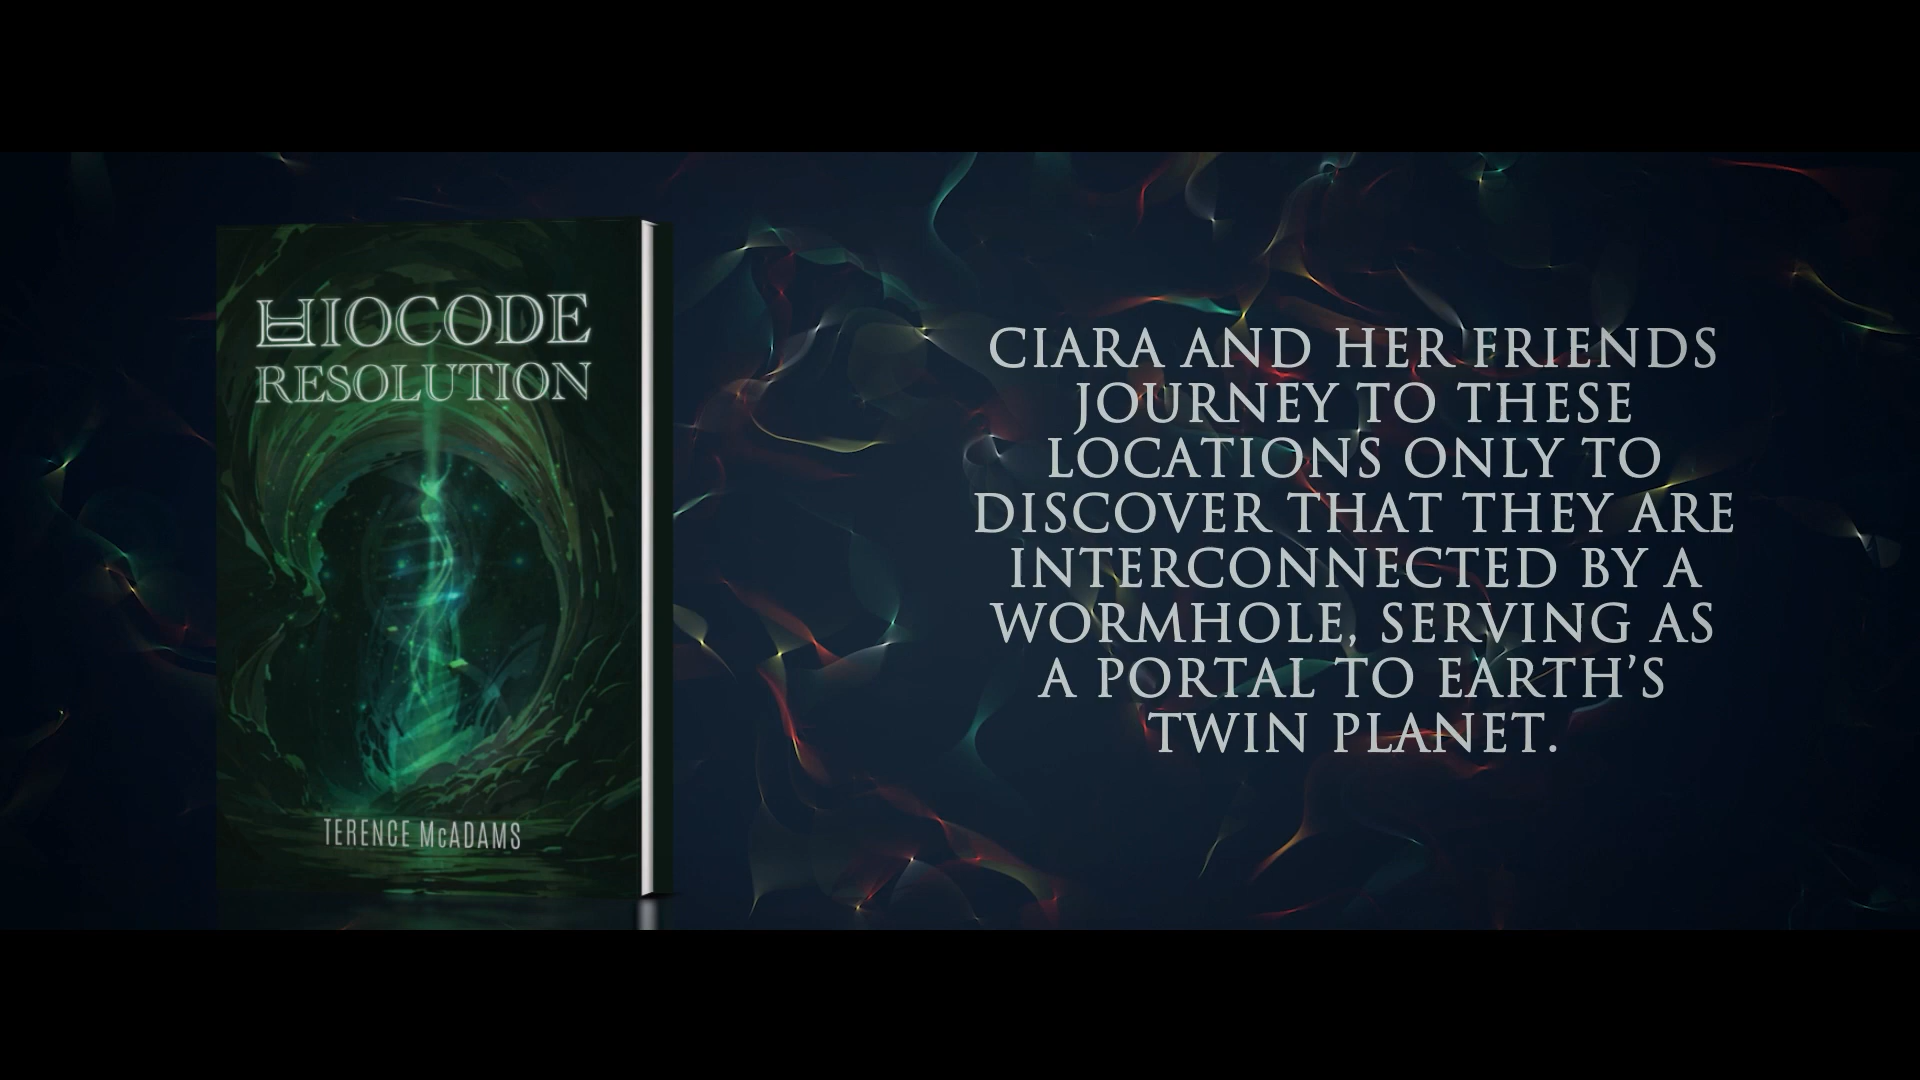 BIOCODE
RESOLUTION
TERENCE McADAMS
CIARA AND HER FRIENDS
JOURNEY TO THESE
LOCATIONS ONLY TO
DISCOVER THAT THEY ARE
INTERCONNECTED BY A
WORMHOLE, SERVING AS
A PORTAL TO EARTH’S
TWIN PLANET.